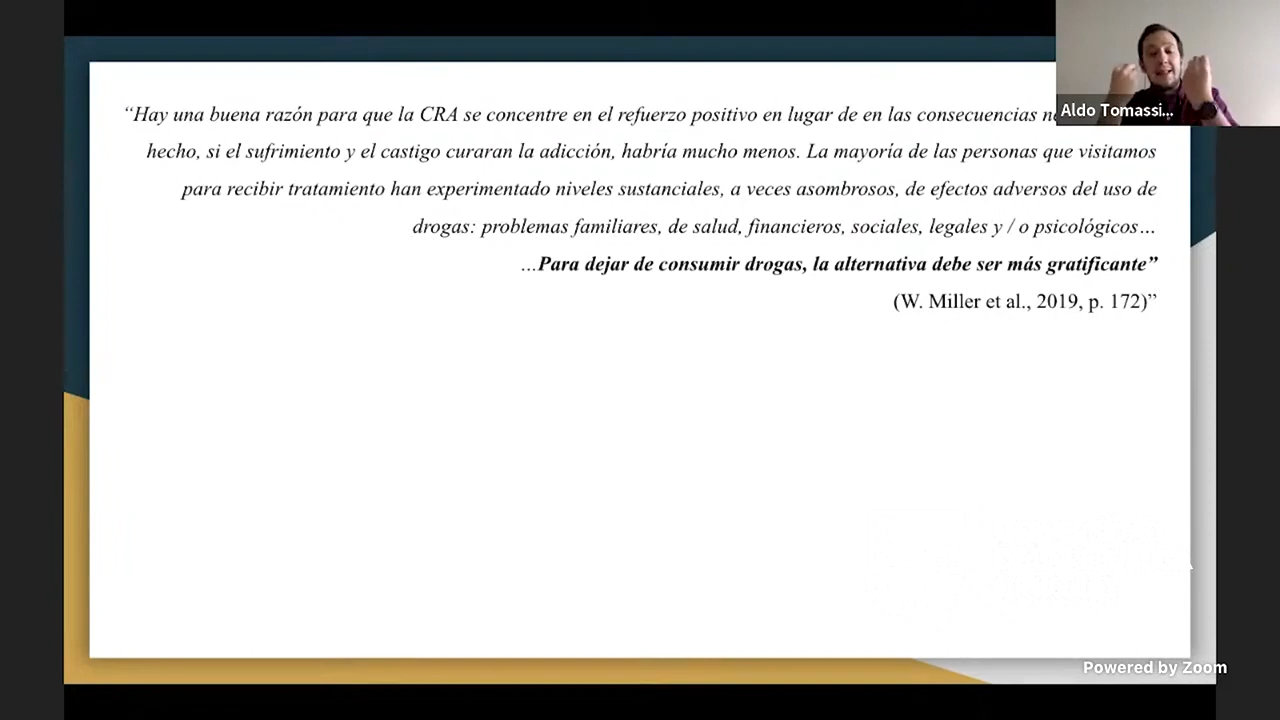 “Hay una buena razón para que la CRA se concentre en el refuerzo positivo en lugar de en las consecuencias
hecho, si el sufrimiento y el castigo curaran la adicción, habría mucho menos. La mayoría de las personas que visitamos
para recibir tratamiento han experimentado niveles sustanciales, a veces asombrosos, de efectos adversos del uso de
drogas: problemas familiares, de salud, financieros, sociales, legales y / o psicológicos…
…Para dejar de consumir drogas, la alternativa debe ser más gratificante”
(W. Miller et al., 2019, p. 172)”
Aldo Tomassi...
Powered by Zoom